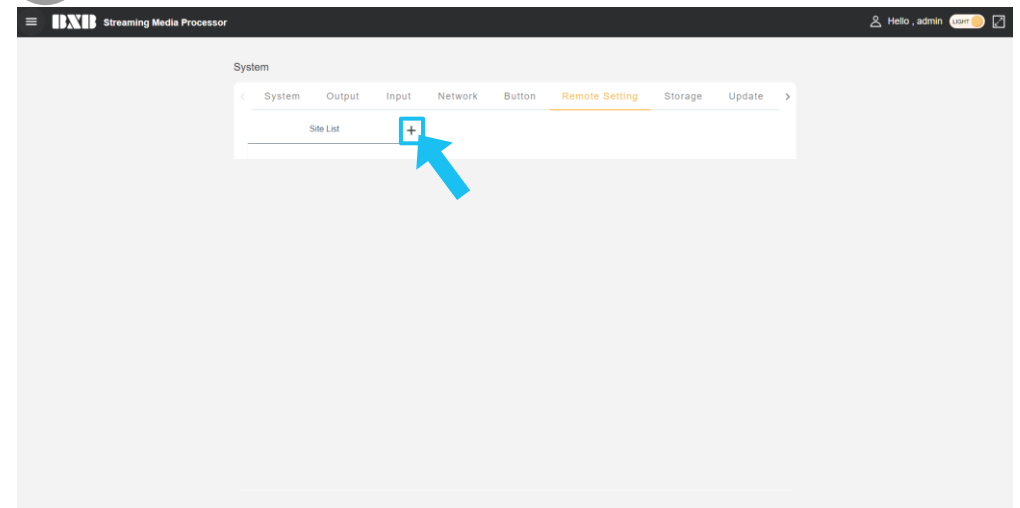 BXB Streaming Media Processor Hello , admin LIGHT
System
System Output Input Network Button Remote Setting Storage Update
Site List +